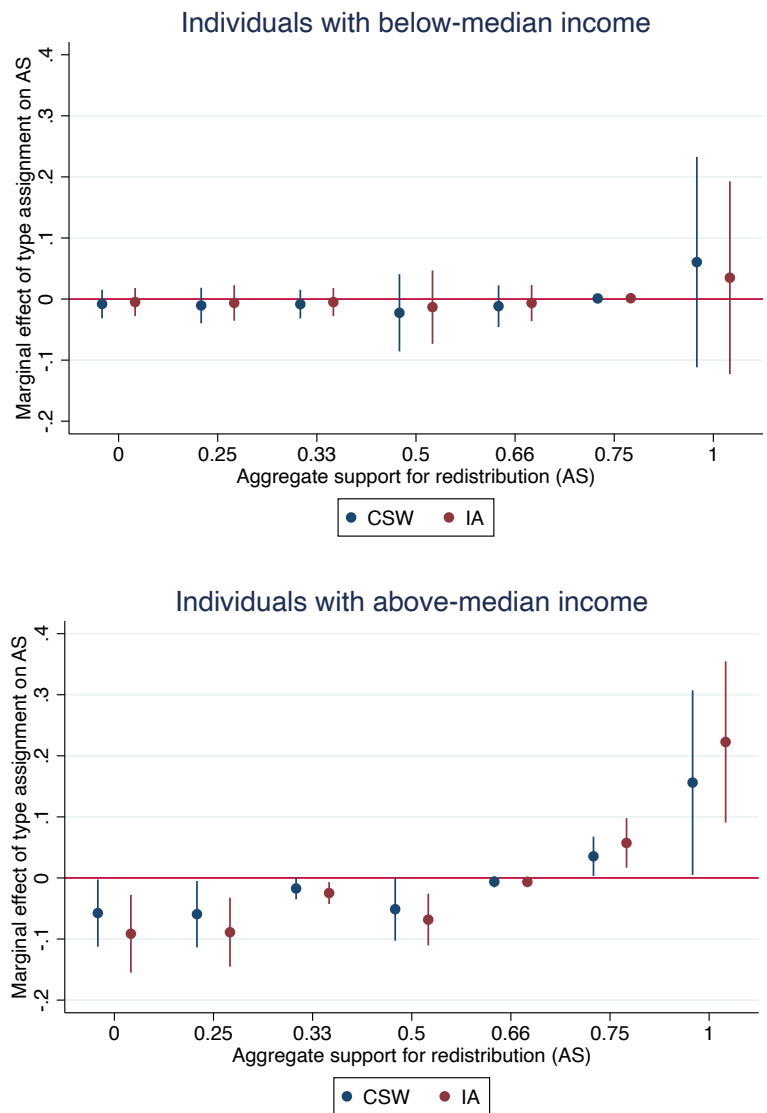 Individuals with below-median income
Marginal effect of type assignment on AS
.4
.3
.2
.1
0
-.1
-.2
0 0.25 0.33 0.5 0.66 0.75 1
Aggregate support for redistribution (AS)
CSW IA
Individuals with above-median income
Marginal effect of type assignment on AS
.4
.3
.2
.1
0
-.1
-.2
0 0.25 0.33 0.5 0.66 0.75 1
Aggregate support for redistribution (AS)
CSW IA